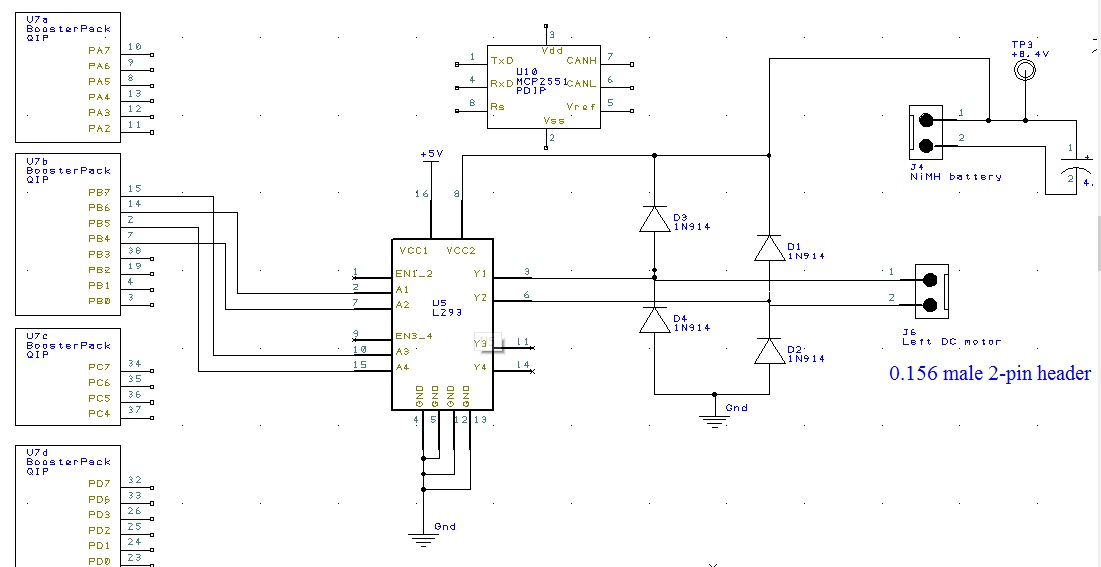 U7a
BoosterPack
QIP
PA7 10
PA6 9
PA5 8
PA4 13
PA3 12
PA2 11
U7b
BoosterPack
QIP
PB7 15
PB6 14
PB5 2
PB4 7
PB3 38
PB2 19
PB1 4
PB0 3
U7c
BoosterPack
QIP
PC7 34
PC6 35
PC5 36
PC4 37
U7d
BoosterPack
QIP
PD7 32
PD6 33
PD3 26
PD2 25
PD1 24
PD0 23
3
Vdd
1 TxD CANH 7
U10
MCP2551
PDIP
4 RxD CANL 6
8 Rs Vref 5
Vss
2
+5V
16 8
VCC1 VCC2
1 EN1_2 Y1 3
2 A1 Y2 6
7 A2
U5
L293
9 EN3_4 Y3 11
10 A3
15 A4 Y4 14
GND GND GND GND
4 5 12 13
Gnd
D3
1N914
D1
1N914
D4
1N914
D2
1N914
Gnd
TP3
+8.4V
1
2
J4
NiMH battery
1 +
2 4.
1
2
J6
Left DC motor
0.156 male 2-pin header